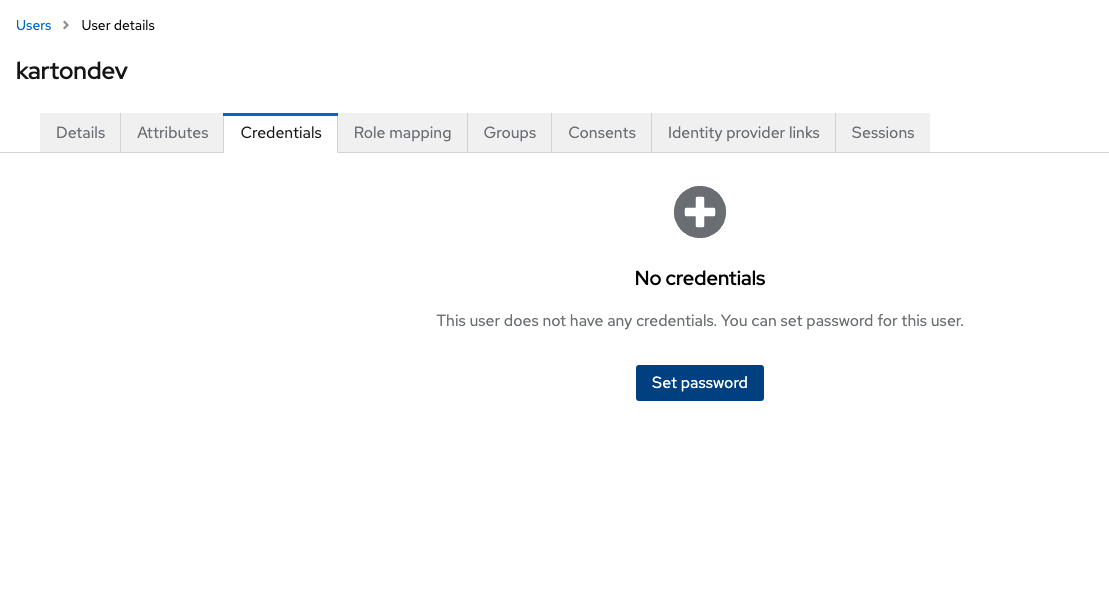 Users > User details
kartondev
Details Attributes Credentials Role mapping Groups Consents Identity provider links Sessions
No credentials
This user does not have any credentials. You can set password for this user.
Set password